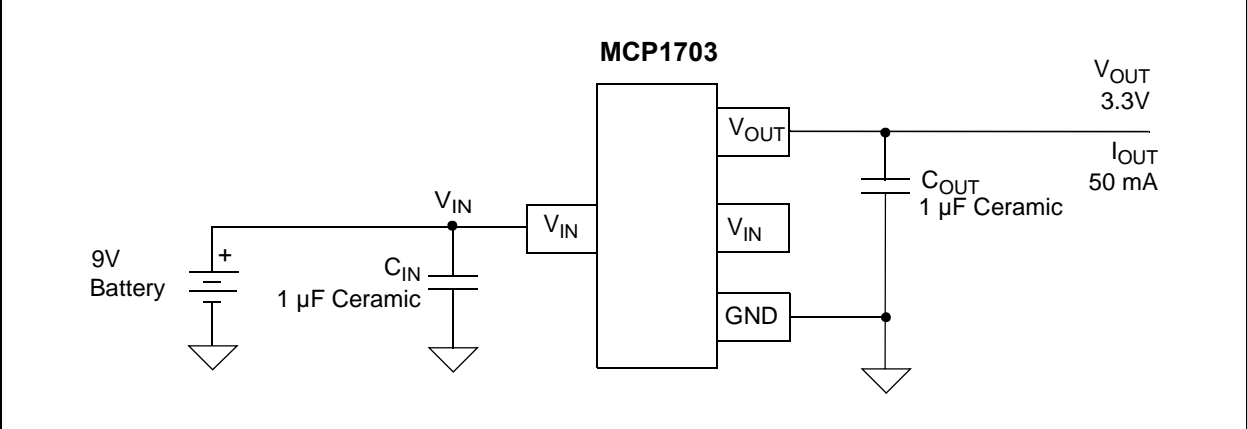 MCP1703
VOUT
3.3V
VOUT
IOUT
50 mA
COUT
1 µF Ceramic
VIN
VIN
VIN
9V
Battery
+
CIN
1 µF Ceramic
GND